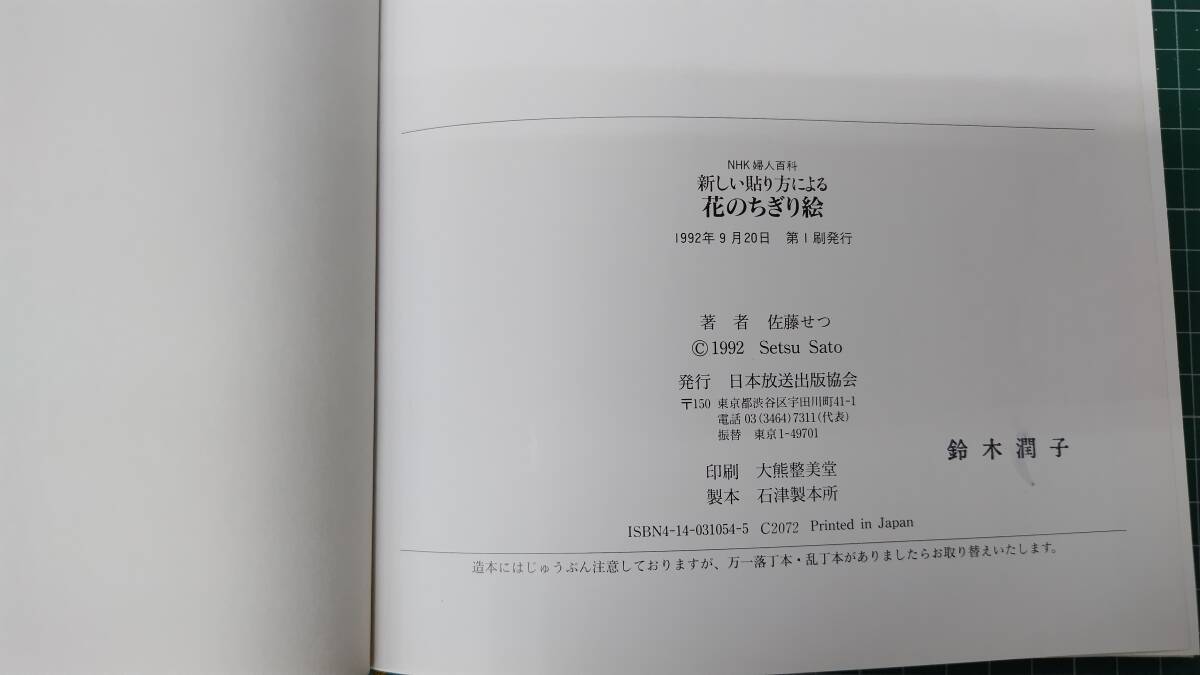 NHK 婦人百科
新しい貼り方による
花のちぎり絵
1992年9月20日 第1刷発行
著 者 佐藤せつ
©1992 Setsu Sato
発行 日本放送出版協会
〒150 東京都渋谷区宇田川町41-1
電話 03(3464)7311(代表)
振替 東京1-49701
鈴木潤子
印刷 大熊整美堂
製本 石津製本所
ISBN4-14-031054-5 C2072 Printed in Japan
造本にはじゅうぶん注意しておりますが、万一落丁本・乱丁本がありましたらお取り替えいたします。